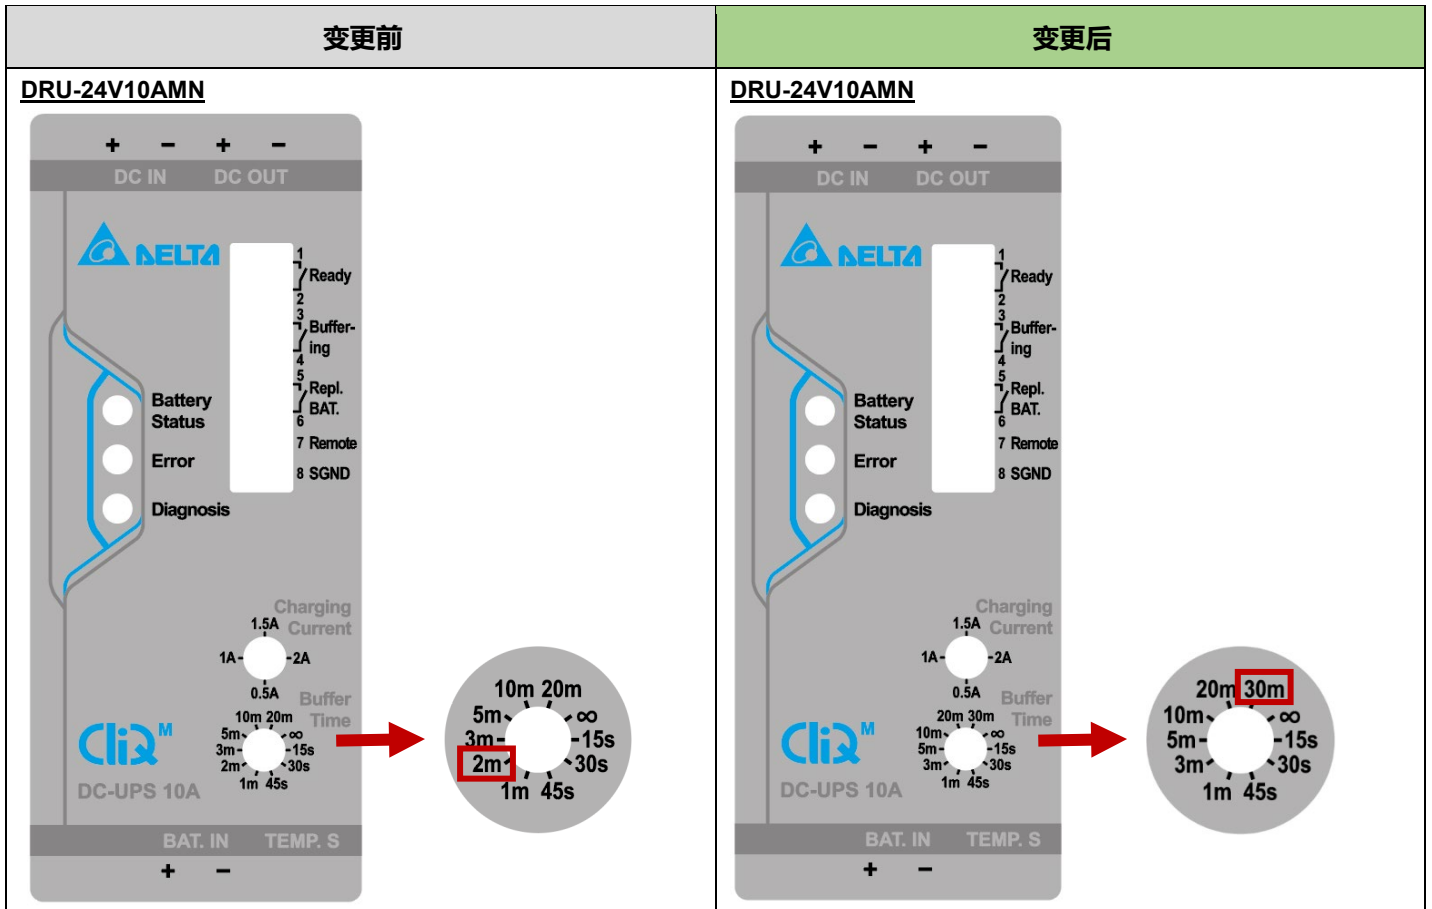 变更前
变更后
DRU-24V10AMN
+ − + −
DC IN DC OUT
DELTA
1
Ready
2
3
Buffer-
ing
4
5
Repl.
BAT.
6
7 Remote
8 SGND
Battery
Status
Error
Diagnosis
Charging
Current
1.5A
1A
2A
0.5A
Buffer
Time
10m 20m
5m
∞
3m
15s
2m
30s
1m 45s
CliQ M
DC-UPS 10A
BAT. IN TEMP. S
+ −
10m 20m
5m
∞
3m
15s
2m
30s
1m 45s
DRU-24V10AMN
+ − + −
DC IN DC OUT
DELTA
1
Ready
2
3
Buffer-
ing
4
5
Repl.
BAT.
6
7 Remote
8 SGND
Battery
Status
Error
Diagnosis
Charging
Current
1.5A
1A
2A
0.5A
Buffer
Time
20m 30m
10m
∞
5m
15s
3m
30s
1m 45s
CliQ M
DC-UPS 10A
BAT. IN TEMP. S
+ −
20m 30m
10m
∞
5m
15s
3m
30s
1m 45s